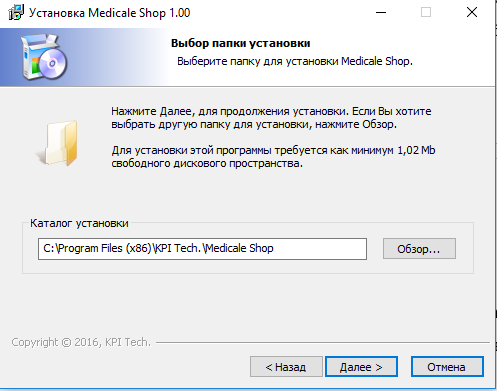 Установка Medicale Shop 1.00
Выбор папки установки
Выберите папку для установки Medicale Shop.
Нажмите Далее, для продолжения установки. Если Вы хотите
выбрать другую папку для установки, нажмите Обзор.
Для установки этой программы требуется как минимум 1,02 Mb
свободного дискового пространства.
Каталог установки
C:\Program Files (x86)\KPI Tech.\Medicale Shop
Обзор...
Copyright © 2016, KPI Tech.
< Назад
Далее >
Отмена